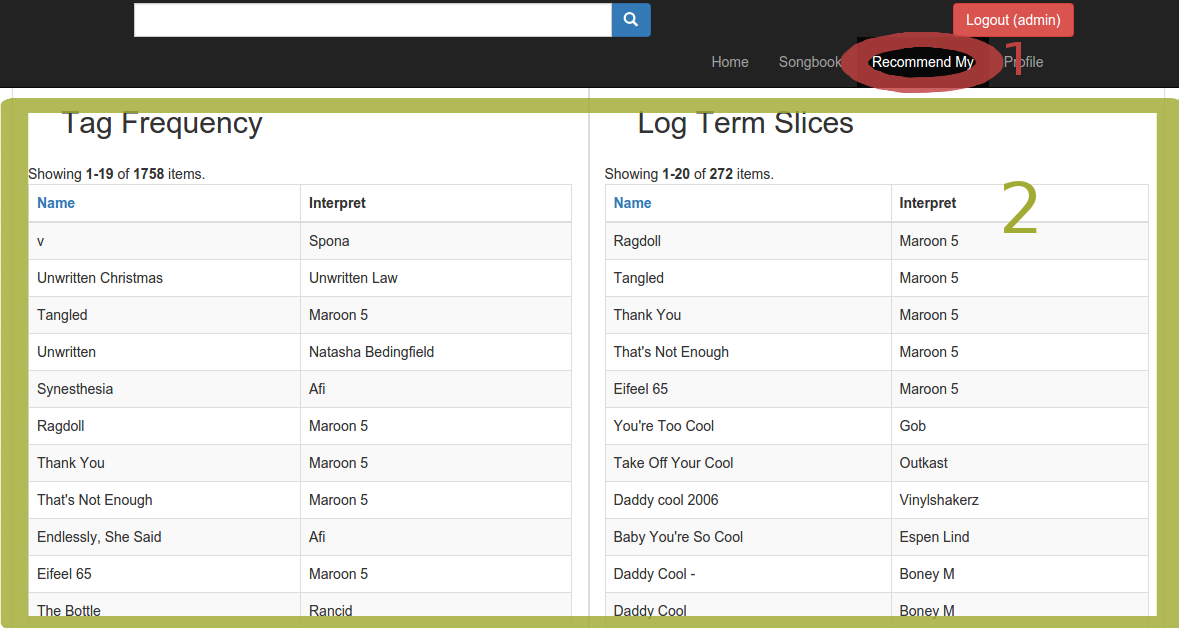 Logout (admin)
Home Songbook Recommend My Profile
1
Tag Frequency
Showing 1-19 of 1758 items.
Name Interpret
v Spona
Unwritten Christmas Unwritten Law
Tangled Maroon 5
Unwritten Natasha Bedingfield
Synesthesia Afi
Ragdoll Maroon 5
Thank You Maroon 5
That's Not Enough Maroon 5
Endlessly, She Said Afi
Eifeel 65 Maroon 5
The Bottle Rancid
Log Term Slices
Showing 1-20 of 272 items.
Name Interpret
2
Ragdoll Maroon 5
Tangled Maroon 5
Thank You Maroon 5
That's Not Enough Maroon 5
Eifeel 65 Maroon 5
You're Too Cool Gob
Take Off Your Cool Outkast
Daddy cool 2006 Vinylshakerz
Baby You're So Cool Espen Lind
Daddy Cool - Boney M
Daddy Cool Boney M